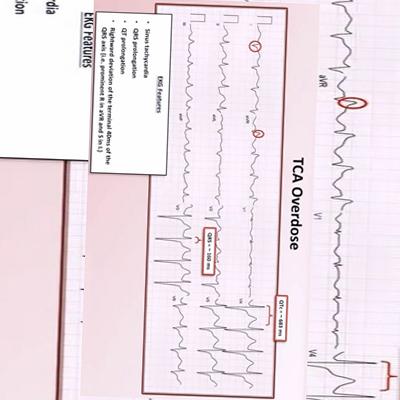 TCA Overdose
QTc = ~ 683 ms
aVR
V1
V4
QRS = ~ 160 ms
EKG Features
• Sinus tachycardia
• QRS prolongation
• QT prolongation
• Rightward deviation of the terminal 40ms of the
QRS axis (i.e. prominent R in aVR and S in I.)
EKG Features
dia
ion